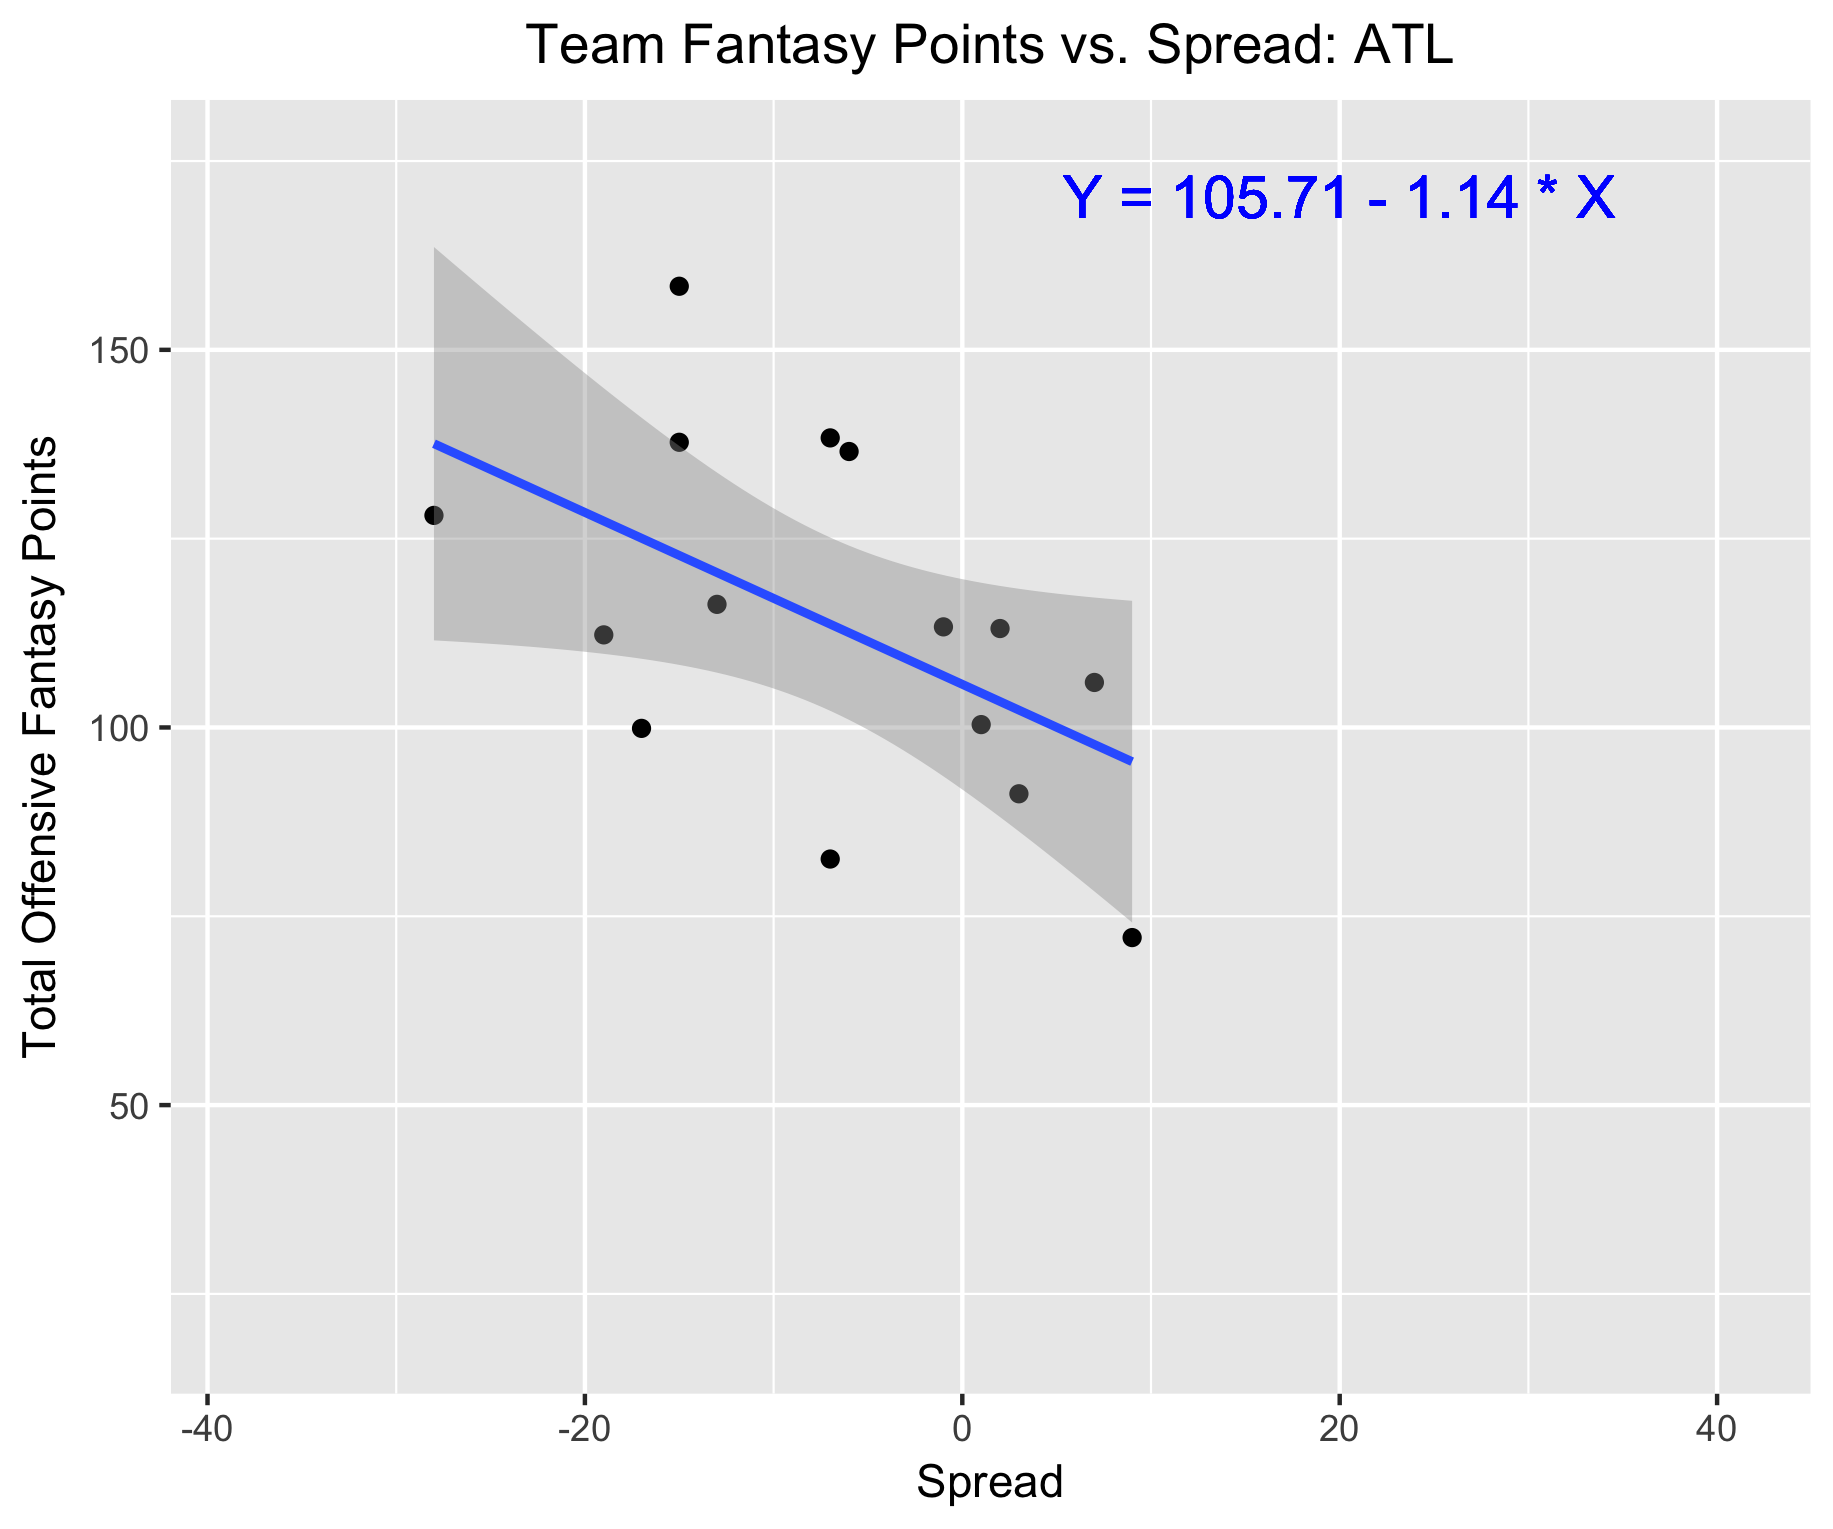 Team Fantasy Points vs. Spread: ATL
Y = 105.71 - 1.14 * X
Total Offensive Fantasy Points
150
100
50
-40
-20
0
20
40
Spread